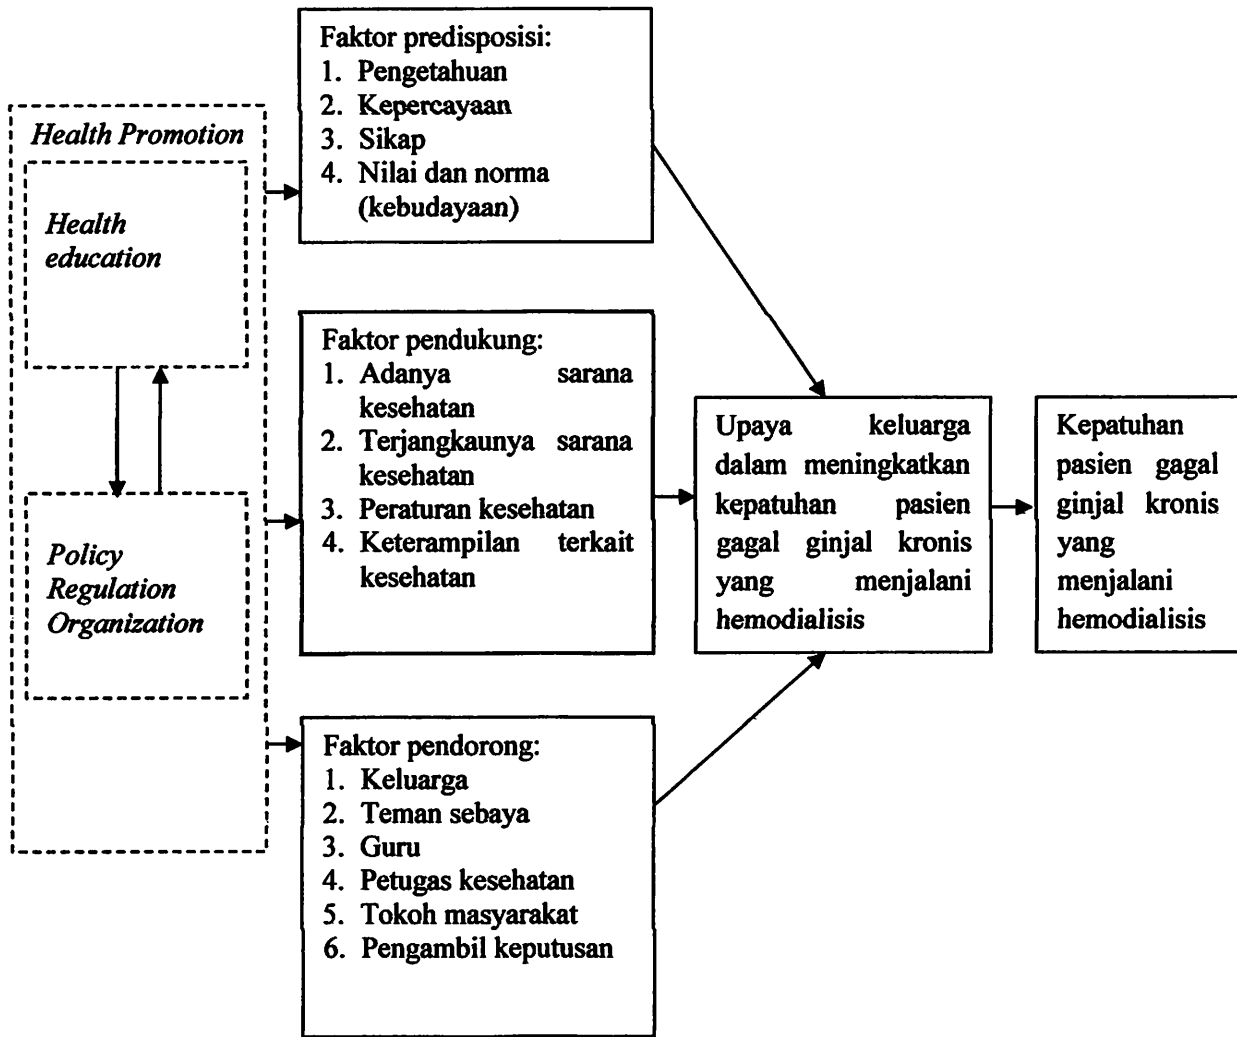 Health Promotion
Health
education
Policy
Regulation
Organization
Faktor predisposisi:
1. Pengetahuan
2. Kepercayaan
3. Sikap
4. Nilai dan norma
(kebudayaan)
Faktor pendukung:
1. Adanya sarana
kesehatan
2. Terjangkaunya sarana
kesehatan
3. Peraturan kesehatan
4. Keterampilan terkait
kesehatan
Faktor pendorong:
1. Keluarga
2. Teman sebaya
3. Guru
4. Petugas kesehatan
5. Tokoh masyarakat
6. Pengambil keputusan
Upaya keluarga
dalam meningkatkan
kepatuhan pasien
gagal ginjal kronis
yang menjalani
hemodialisis
Kepatuhan
pasien gagal
ginjal kronis
yang
menjalani
hemodialisis